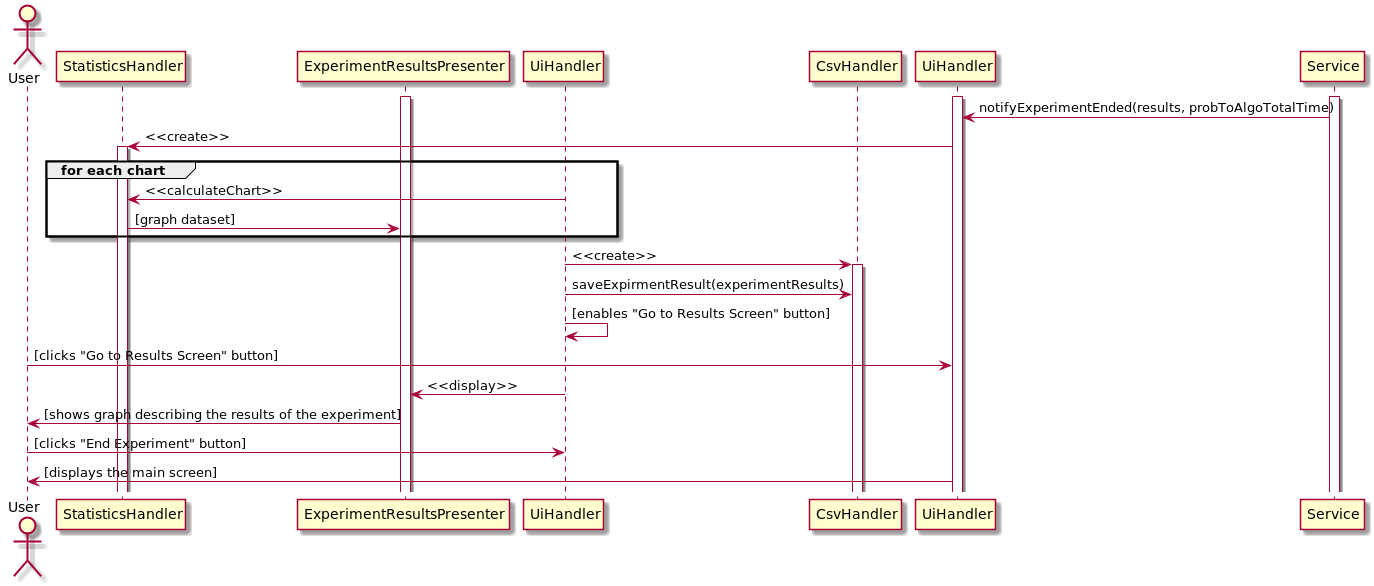 User
StatisticsHandler
ExperimentResultsPresenter
UiHandler
CsvHandler
UiHandler
Service
notifyExperimentEnded(results, probToAlgoTotalTime)
<<create>>
for each chart
<<calculateChart>>
[graph dataset]
<<create>>
saveExpirmentResult(experimentResults)
[enables "Go to Results Screen" button]
[clicks "Go to Results Screen" button]
<<display>>
[shows graph describing the results of the experiment]
[clicks "End Experiment" button]
[displays the main screen]
User
StatisticsHandler
ExperimentResultsPresenter
UiHandler
CsvHandler
UiHandler
Service